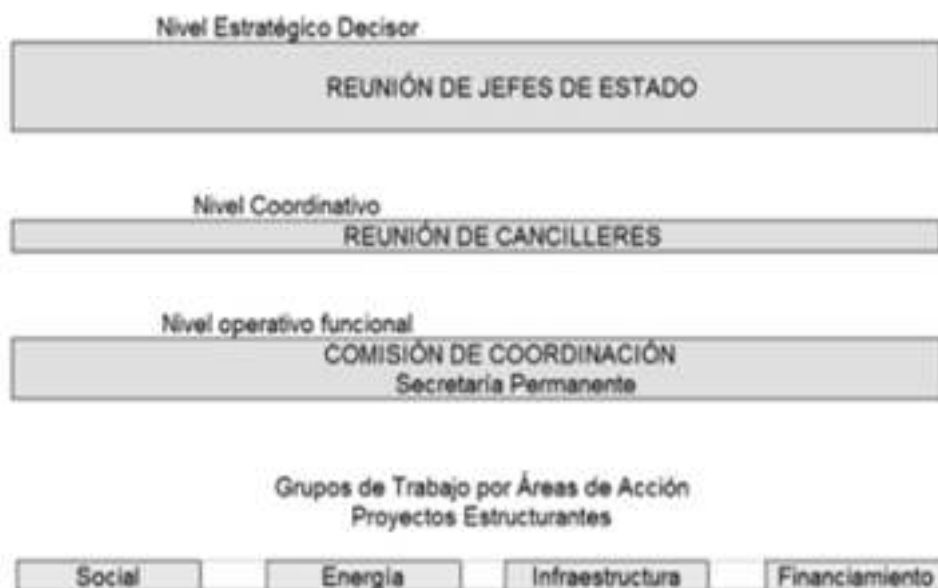 Nivel Estratégico Decisor
REUNIÓN DE JEFES DE ESTADO
Nivel Coordinativo
REUNIÓN DE CANCILLERES
Nivel operativo funcional
COMISIÓN DE COORDINACIÓN
Secretaría Permanente
Grupos de Trabajo por Áreas de Acción
Proyectos Estructurantes
Social Energía Infraestructura Financiamiento